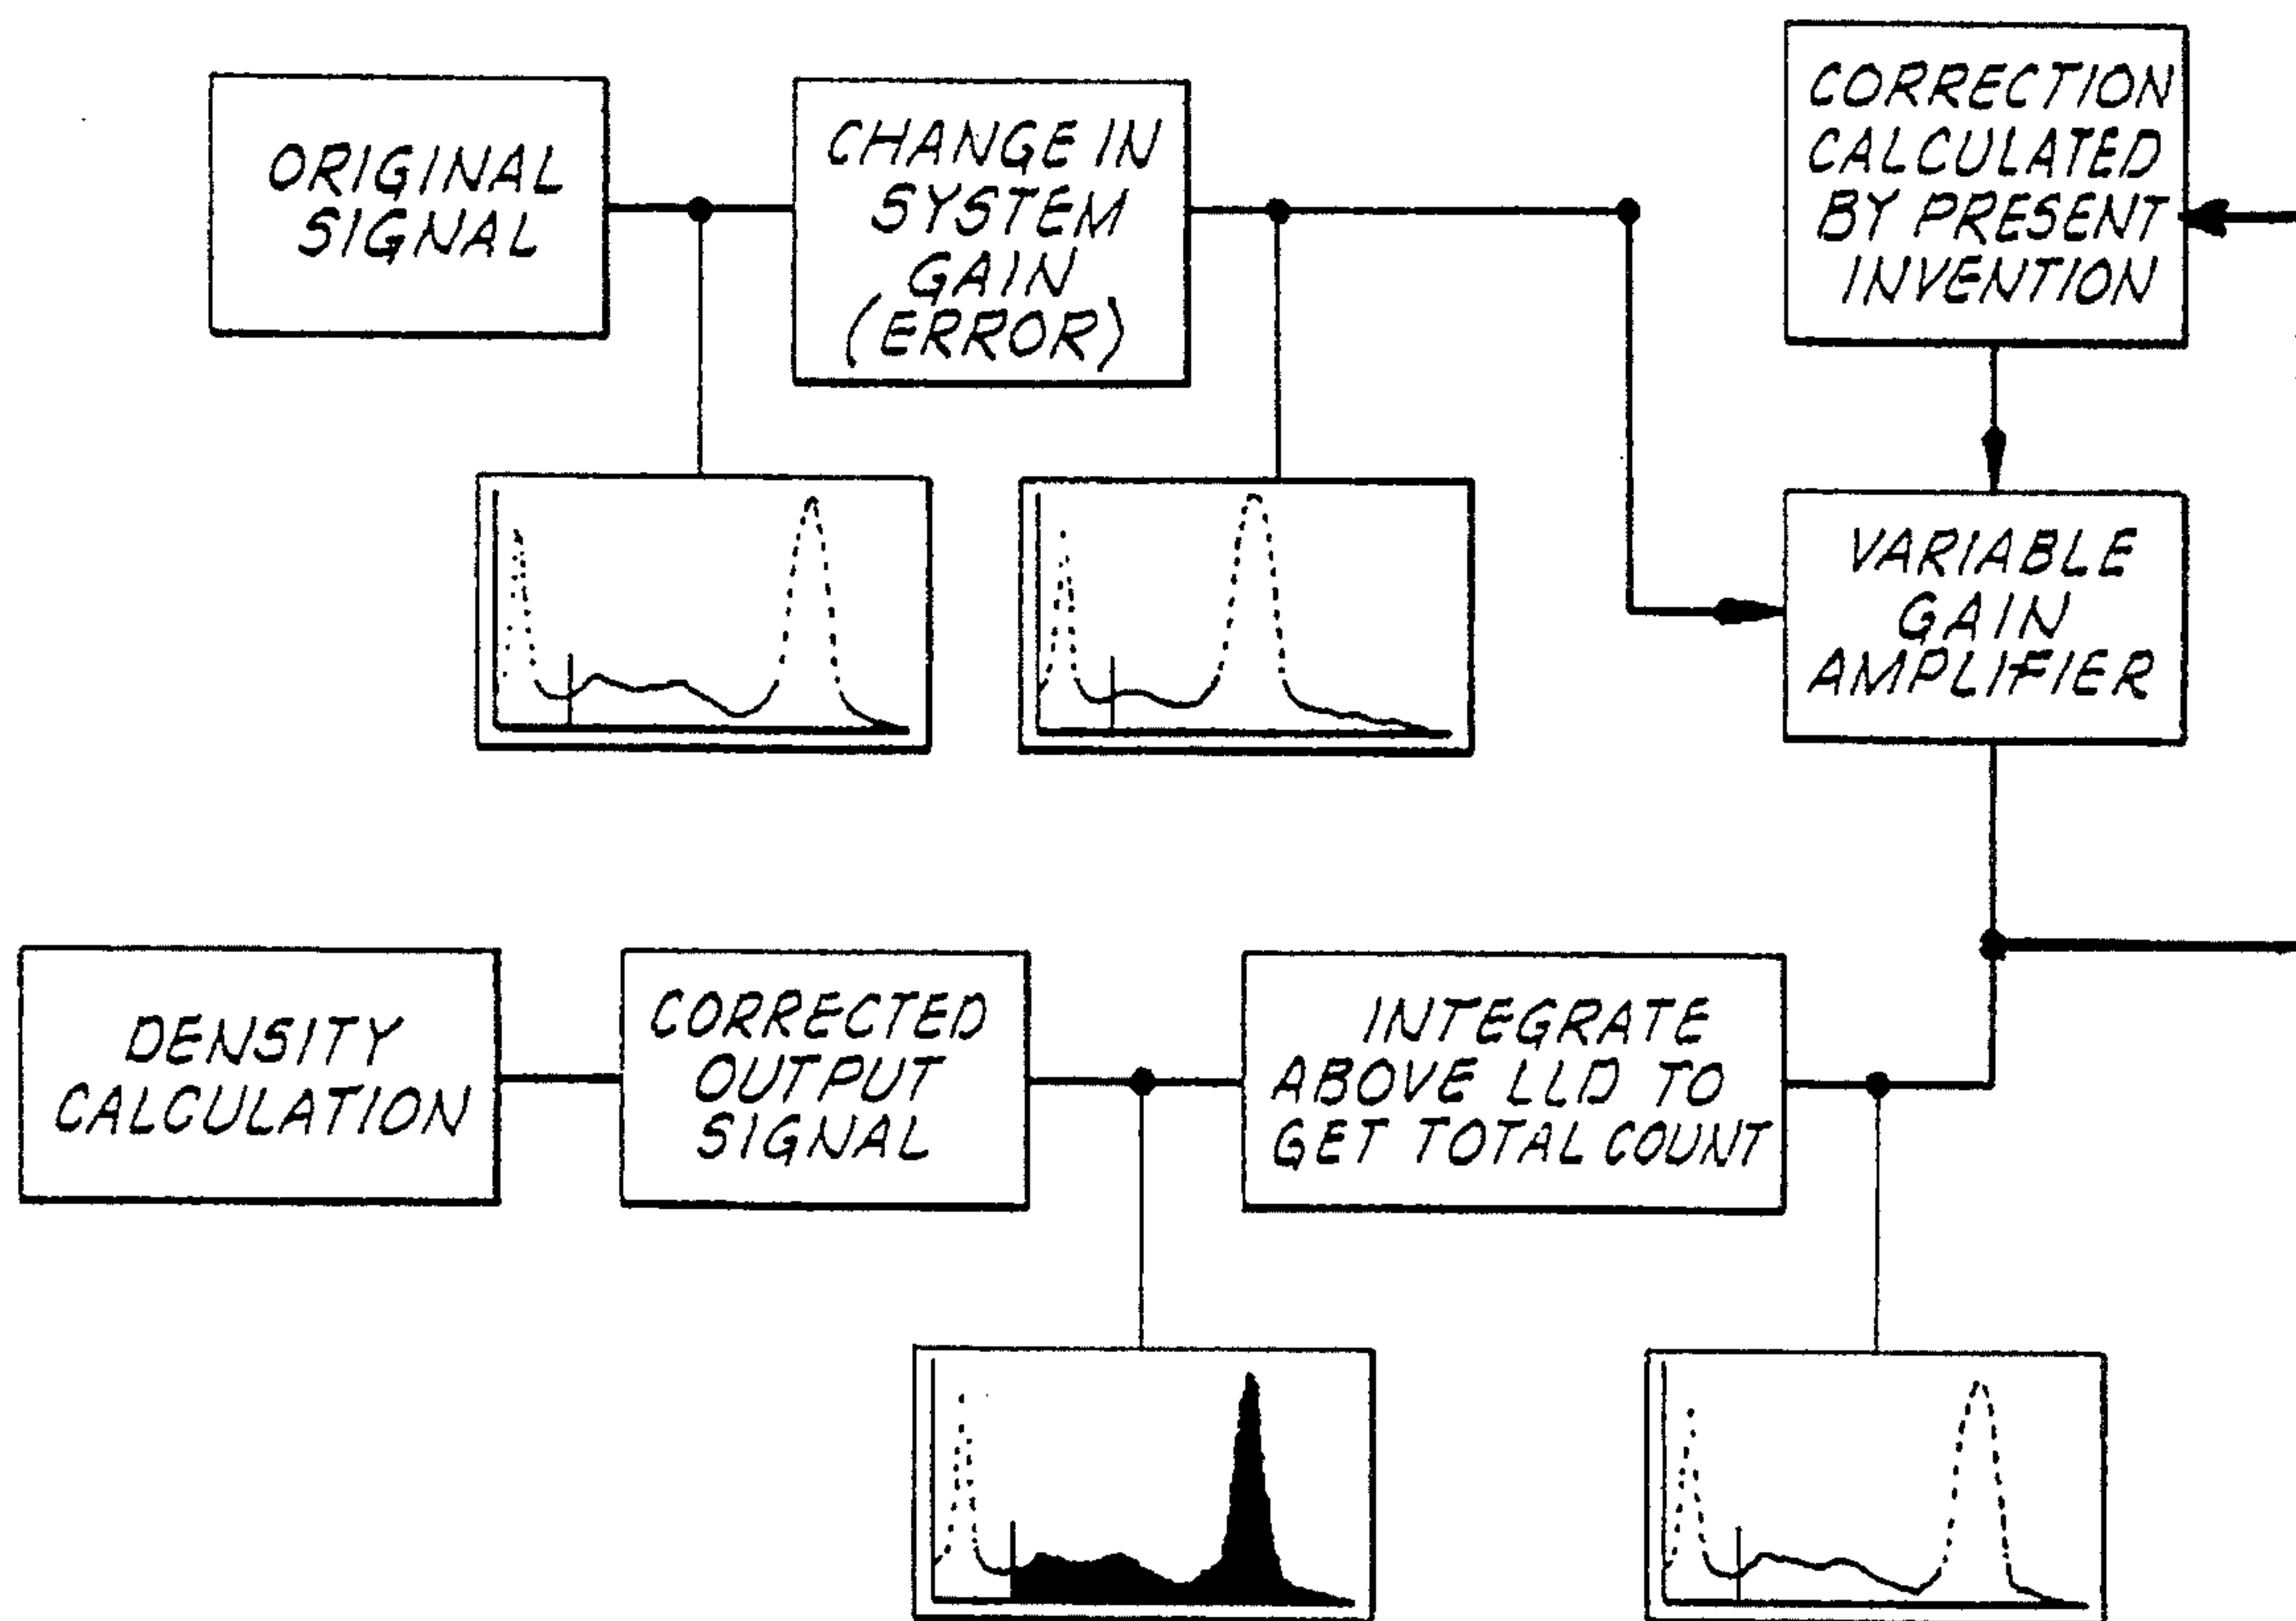 ORIGINAL
SIGNAL
CHANGE IN
SYSTEM
GAIN
(ERROR)
CORRECTION
CALCULATED
BY PRESENT
INVENTION
VARIABLE
GAIN
AMPLIFIER
DENSITY
CALCULATION
CORRECTED
OUTPUT
SIGNAL
INTEGRATE
ABOVE LLD TO
GET TOTAL COUNT